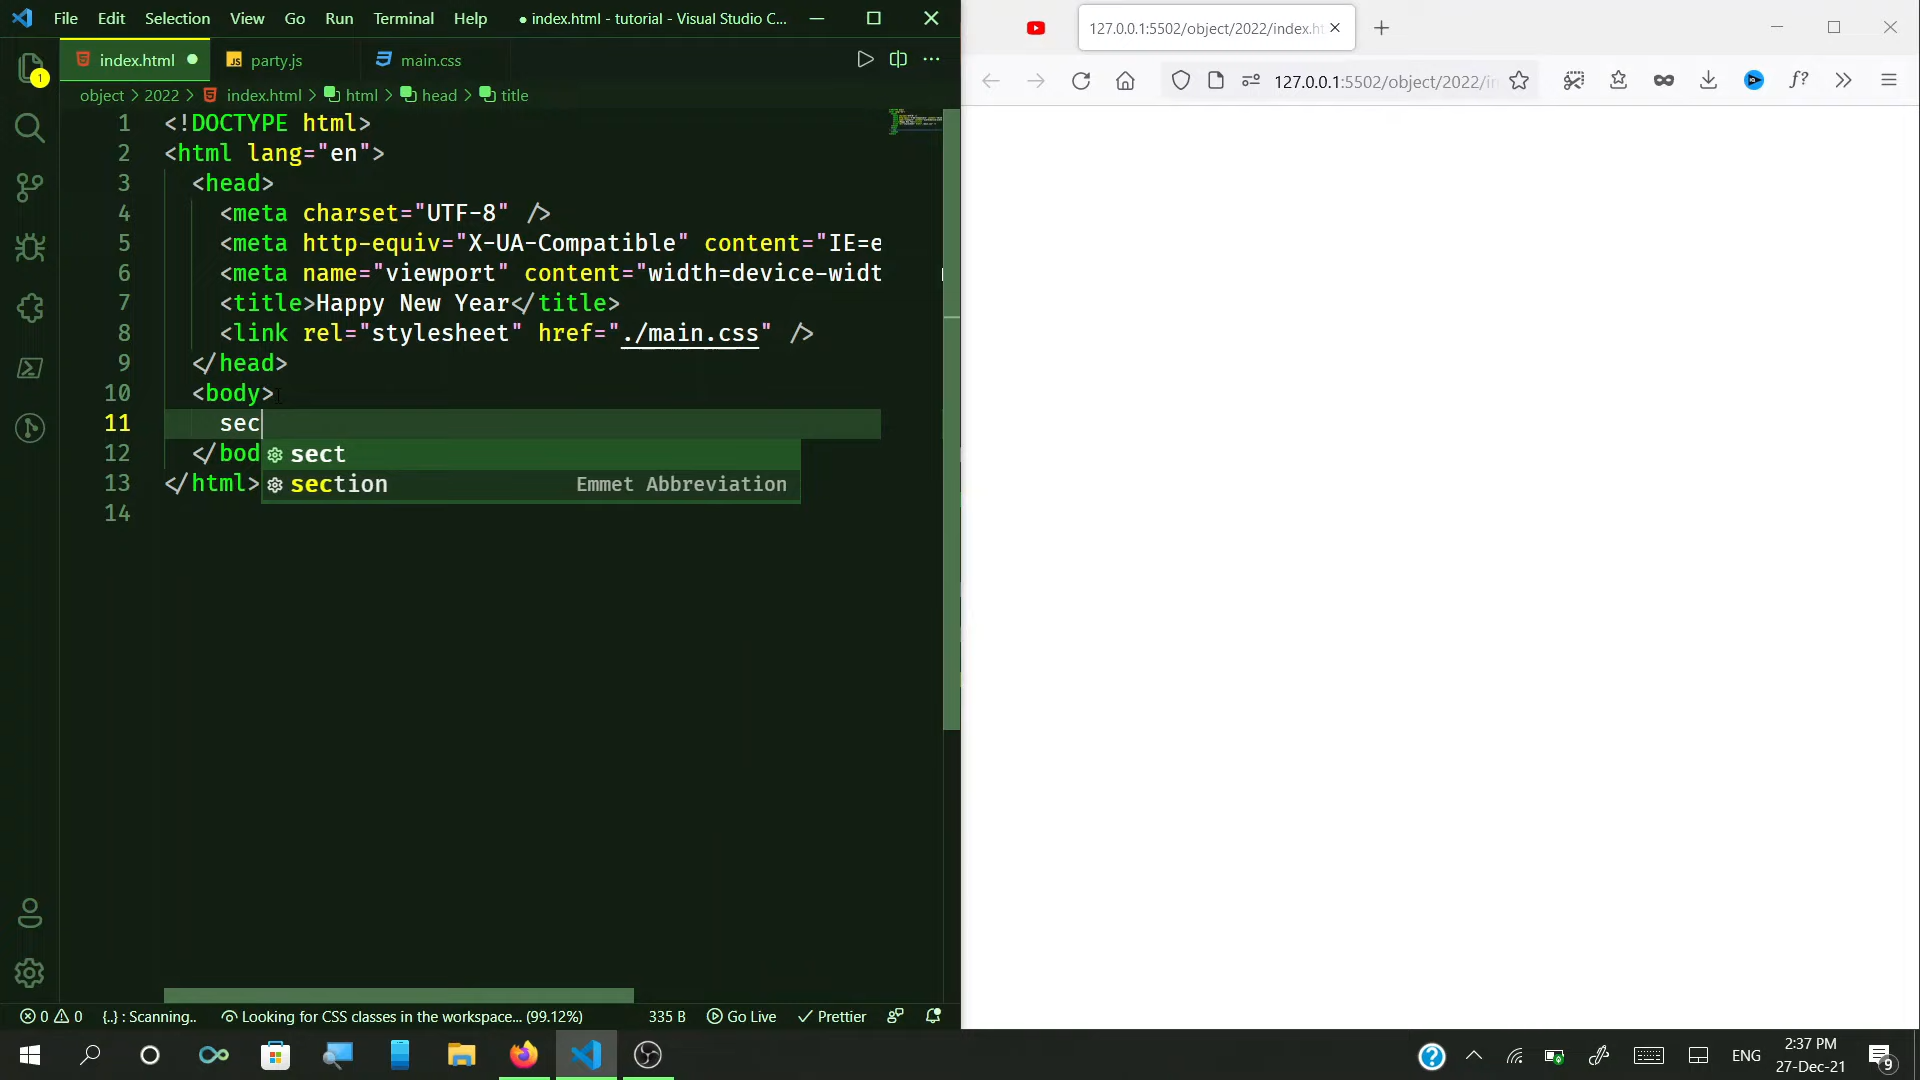 File Edit Selection View Go Run Terminal Help ● index.html - tutorial - Visual Studio C...
index.html ● JS party.js main.css
object > 2022 > index.html > html > head > title
1 <!DOCTYPE html>
2 <html lang="en">
3 <head>
4 <meta charset="UTF-8" />
5 <meta http-equiv="X-UA-Compatible" content="IE=e
6 <meta name="viewport" content="width=device-widt
7 <title>Happy New Year</title>
8 <link rel="stylesheet" href="./main.css" />
9 </head>
10 <body>
11 sec
12 </bod
sect
13 </html>
section Emmet Abbreviation
14
1
0 0 {..} : Scanning.. Looking for CSS classes in the workspace... (99.12%) 335 B Go Live Prettier
127.0.0.1:5502/object/2022/index.ht
127.0.0.1:5502/object/2022/in
f?
ENG
2:37 PM
27-Dec-21
9